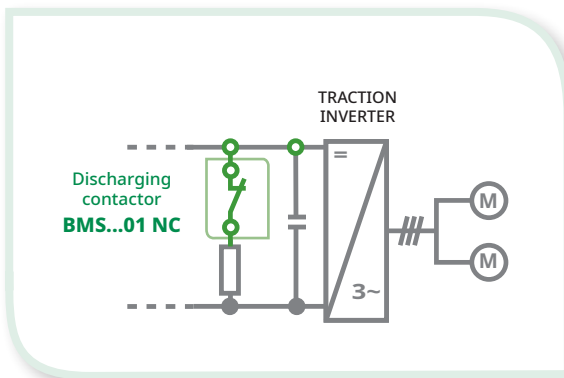 TRACTION
INVERTER
Discharging
contactor
BMS...01 NC
=
3~
M
M